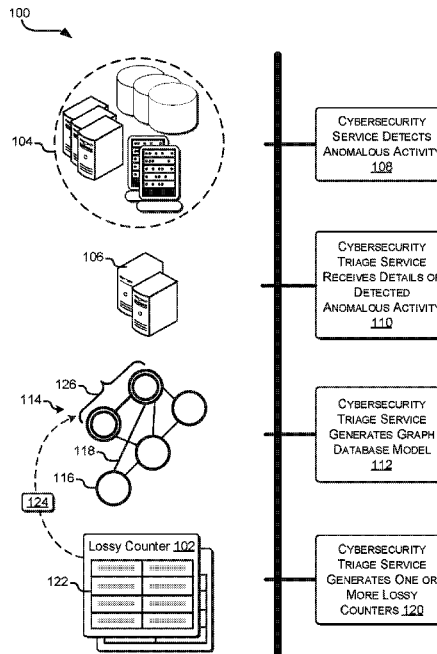 100
104
CYBERSECURITY
SERVICE DETECTS
ANOMALOUS ACTIVITY
108
106
CYBERSECURITY
TRIAGE SERVICE
RECEIVES DETAILS OF
DETECTED
ANOMALOUS ACTIVITY
110
126
114
118
116
CYBERSECURITY
TRIAGE SERVICE
GENERATES GRAPH
DATABASE MODEL
112
124
Lossy Counter 102
122
CYBERSECURITY
TRIAGE SERVICE
GENERATES ONE OR
MORE LOSSY
COUNTERS 120